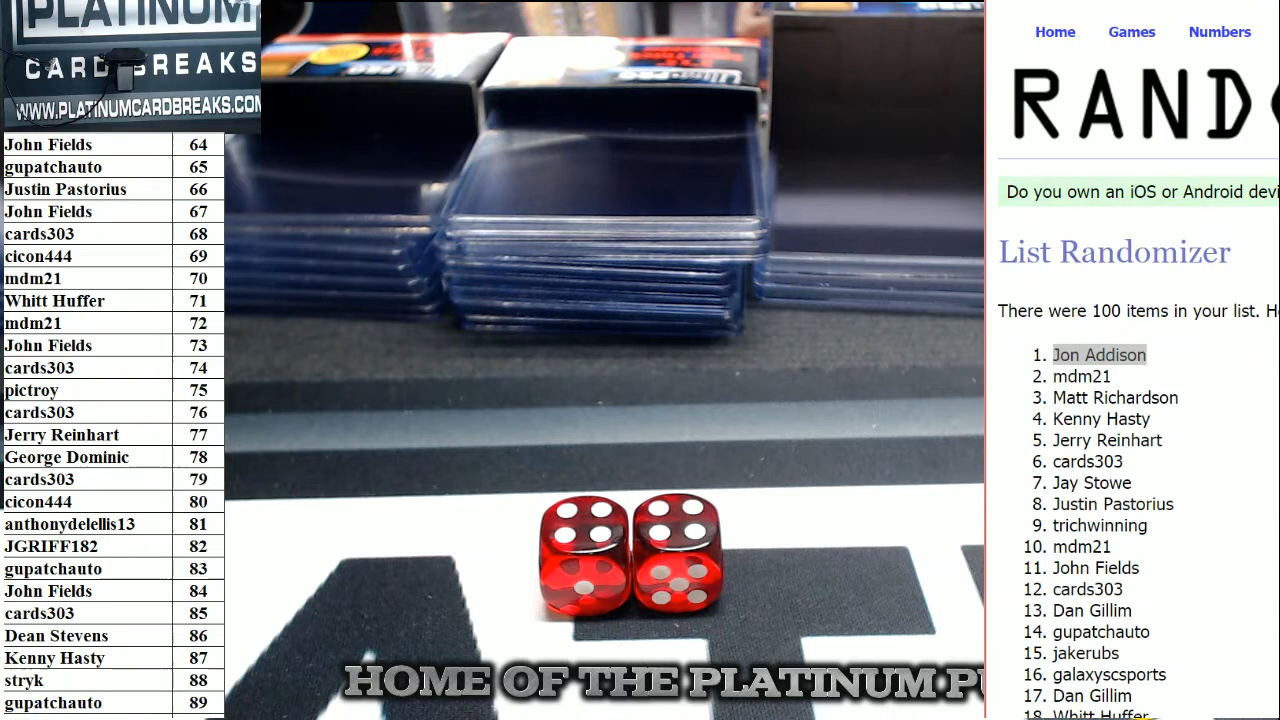 PLATINUM
CARD BREAKS
WWW.PLATINUMCARDBREAKS.COM
John Fields 64
gupatchauto 65
Justin Pastorius 66
John Fields 67
cards303 68
cicon444 69
mdm21 70
Whitt Huffer 71
mdm21 72
John Fields 73
cards303 74
pictroy 75
cards303 76
Jerry Reinhart 77
George Dominic 78
cards303 79
cicon444 80
anthonydelellis13 81
JGRIFF182 82
gupatchauto 83
John Fields 84
cards303 85
Dean Stevens 86
Kenny Hasty 87
stryk 88
gupatchauto 89
Ultra·PRO
HOME OF THE PLATINUM PU
Home Games Numbers
RAND
Do you own an iOS or Android devi
List Randomizer
There were 100 items in your list. H
1. Jon Addison
2. mdm21
3. Matt Richardson
4. Kenny Hasty
5. Jerry Reinhart
6. cards303
7. Jay Stowe
8. Justin Pastorius
9. trichwinning
10. mdm21
11. John Fields
12. cards303
13. Dan Gillim
14. gupatchauto
15. jakerubs
16. galaxyscsports
17. Dan Gillim
18. Whitt Huffer